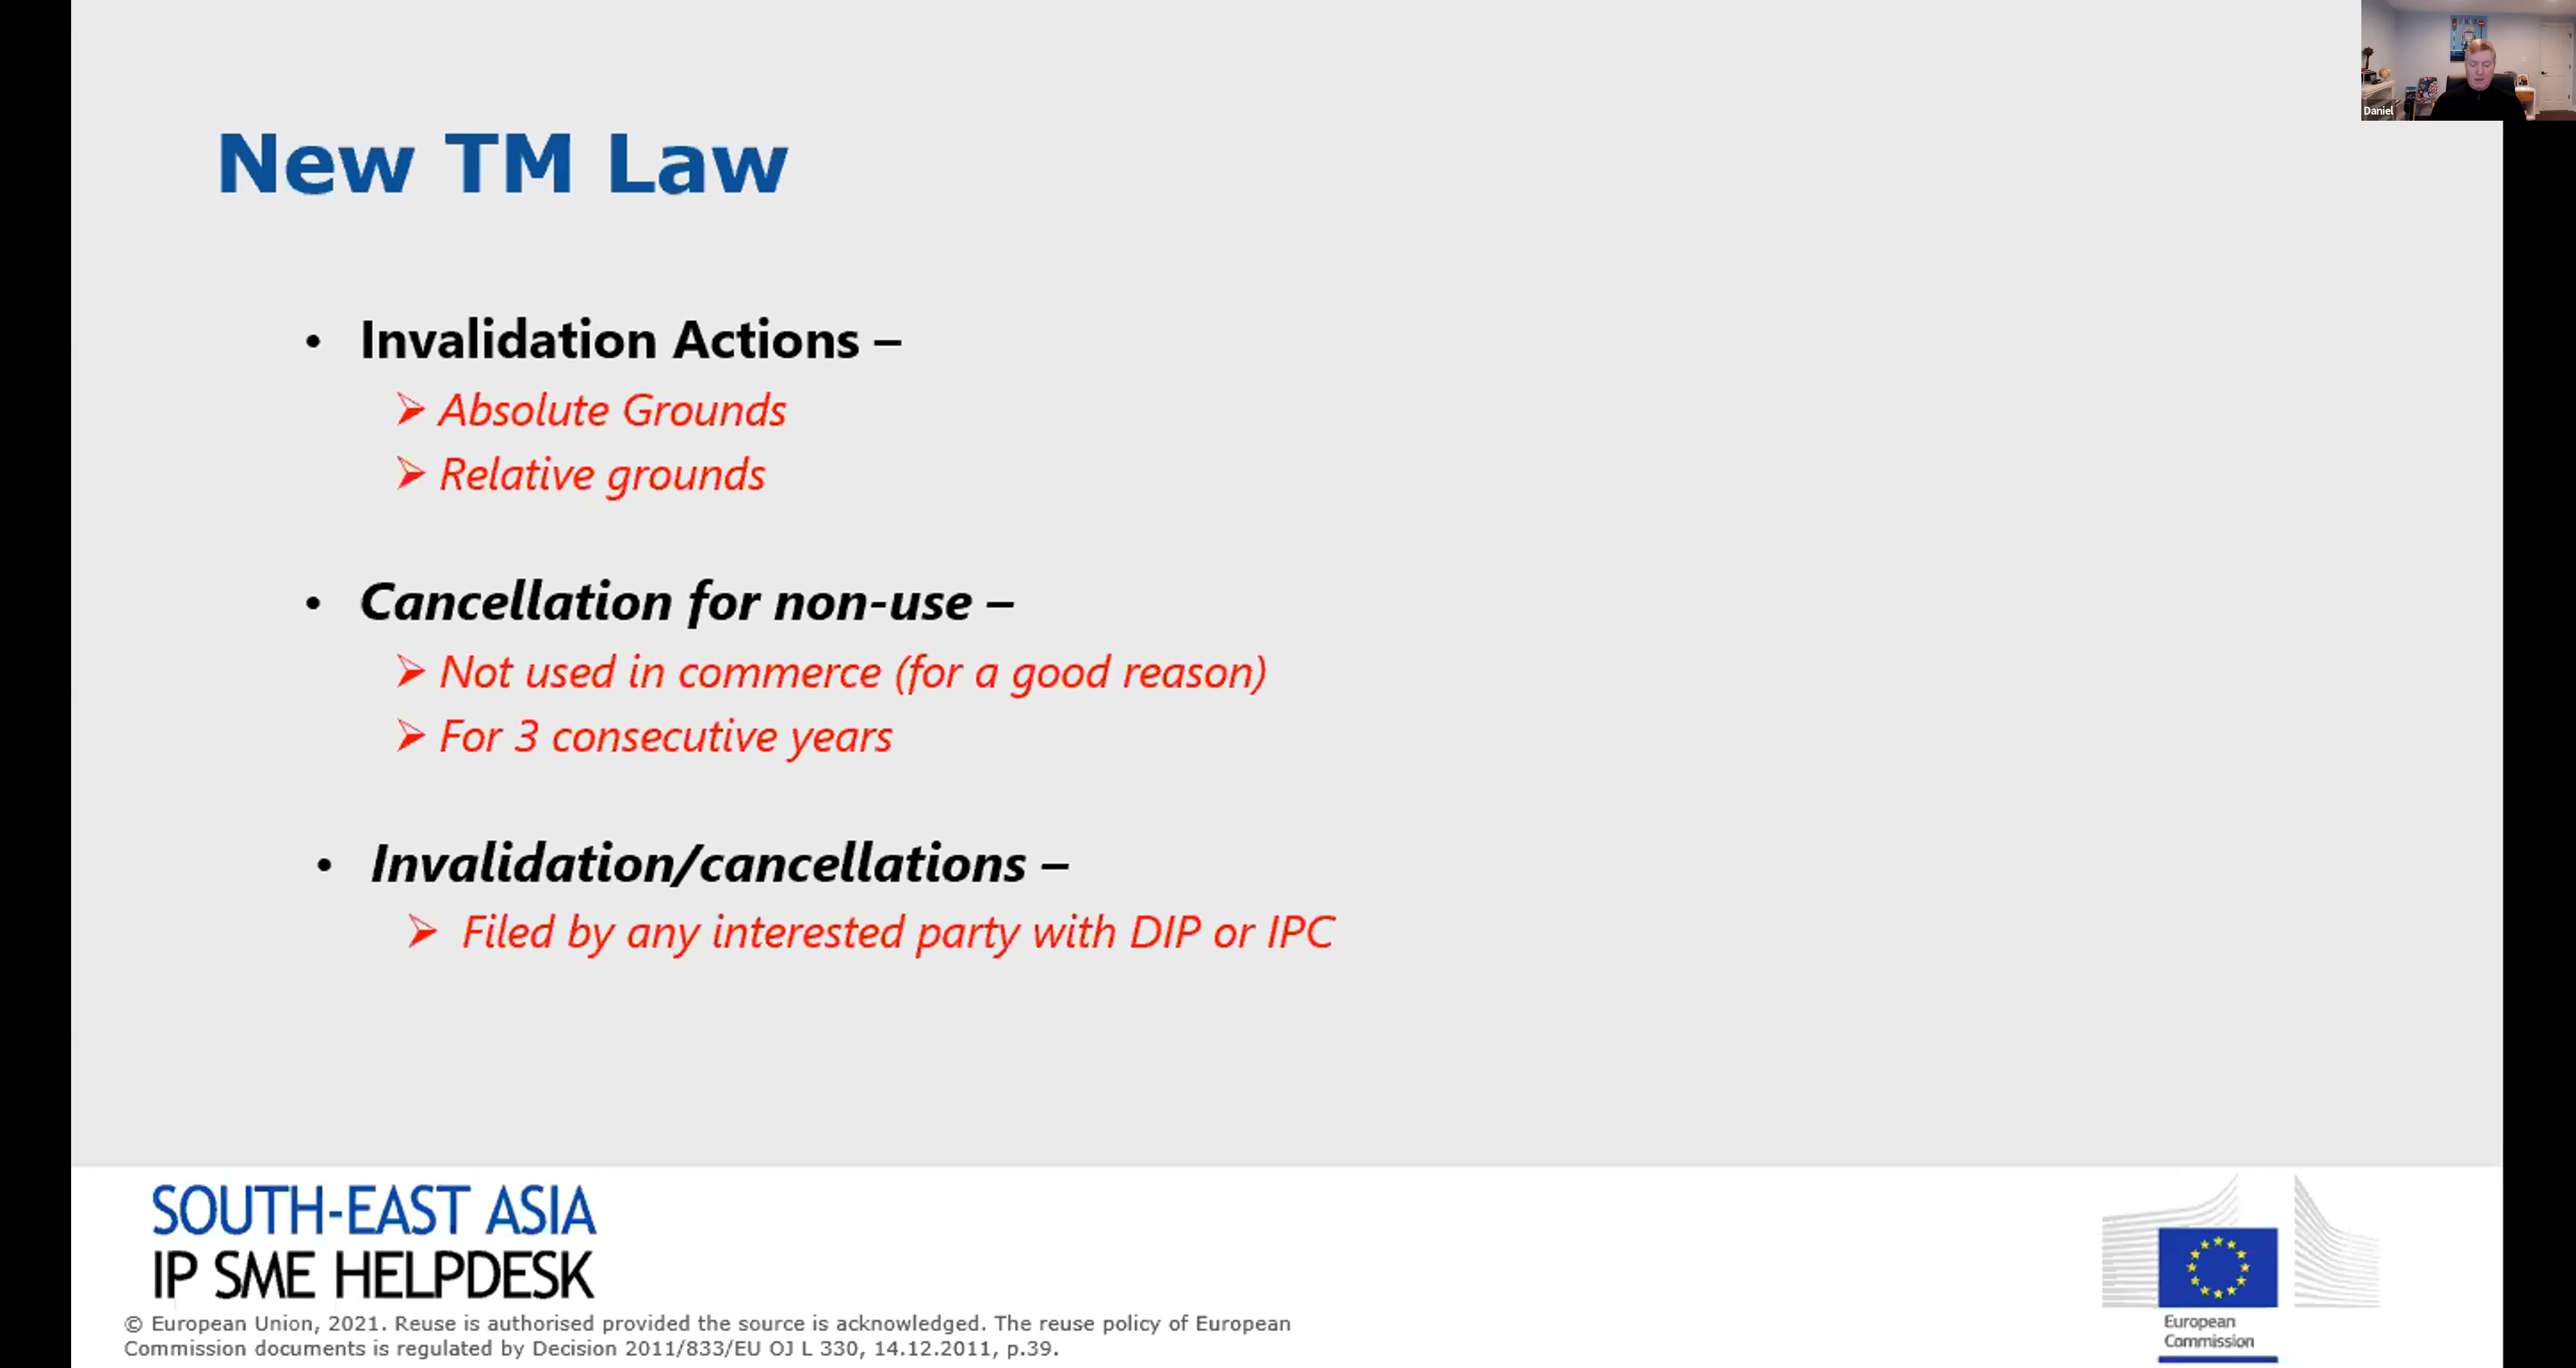 Daniel
New TM Law
• Invalidation Actions –
➢ Absolute Grounds
➢ Relative grounds
• Cancellation for non-use –
➢ Not used in commerce (for a good reason)
➢ For 3 consecutive years
• Invalidation/cancellations –
➢ Filed by any interested party with DIP or IPC
SOUTH-EAST ASIA
IP SME HELPDESK
© European Union, 2021. Reuse is authorised provided the source is acknowledged. The reuse policy of European
Commission documents is regulated by Decision 2011/833/EU OJ L 330, 14.12.2011, p.39.
European
Commission